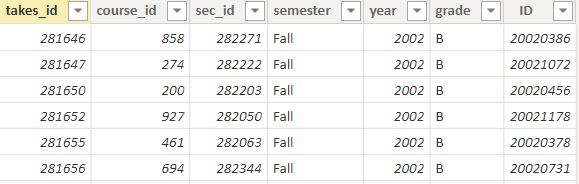 takes_id course_id sec_id semester year grade ID
281646 858 282271 Fall 2002 B 20020386
281647 274 282222 Fall 2002 B 20021072
281650 200 282203 Fall 2002 B 20020456
281652 927 282050 Fall 2002 B 20021178
281655 461 282063 Fall 2002 B 20020378
281656 694 282344 Fall 2002 B 20020731